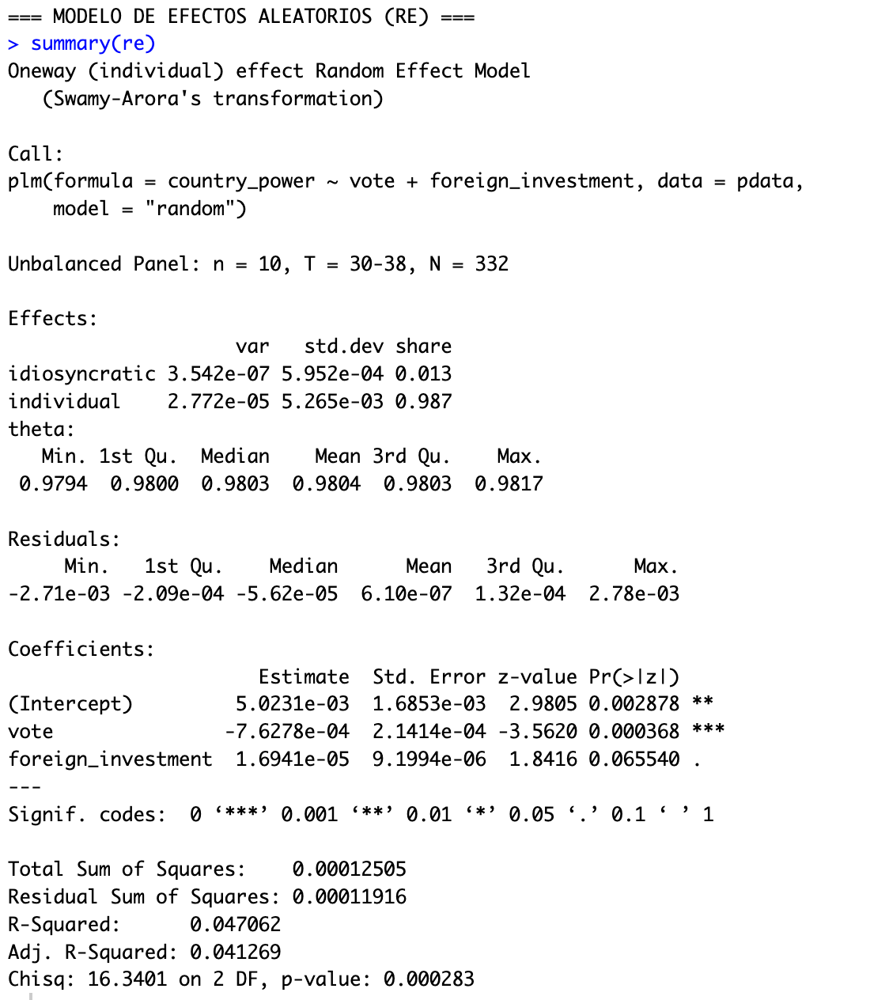 === MODELO DE EFECTOS ALEATORIOS (RE) ===
> summary(re)
Oneway (individual) effect Random Effect Model
   (Swamy-Arora's transformation)

Call:
plm(formula = country_power ~ vote + foreign_investment, data = pdata,
    model = "random")

Unbalanced Panel: n = 10, T = 30-38, N = 332

Effects:
                    var   std.dev share
idiosyncratic 3.542e-07 5.952e-04 0.013
individual    2.772e-05 5.265e-03 0.987
theta:
   Min. 1st Qu.  Median    Mean 3rd Qu.    Max.
 0.9794  0.9800  0.9803  0.9804  0.9803  0.9817

Residuals:
     Min.   1st Qu.    Median      Mean   3rd Qu.      Max.
-2.71e-03 -2.09e-04 -5.62e-05  6.10e-07  1.32e-04  2.78e-03

Coefficients:
                      Estimate  Std. Error z-value Pr(>|z|)
(Intercept)         5.0231e-03  1.6853e-03  2.9805 0.002878 **
vote               -7.6278e-04  2.1414e-04 -3.5620 0.000368 ***
foreign_investment  1.6941e-05  9.1994e-06  1.8416 0.065540 .
---
Signif. codes:  0 ‘***’ 0.001 ‘**’ 0.01 ‘*’ 0.05 ‘.’ 0.1 ‘ ’ 1

Total Sum of Squares:    0.00012505
Residual Sum of Squares: 0.00011916
R-Squared:      0.047062
Adj. R-Squared: 0.041269
Chisq: 16.3401 on 2 DF, p-value: 0.000283